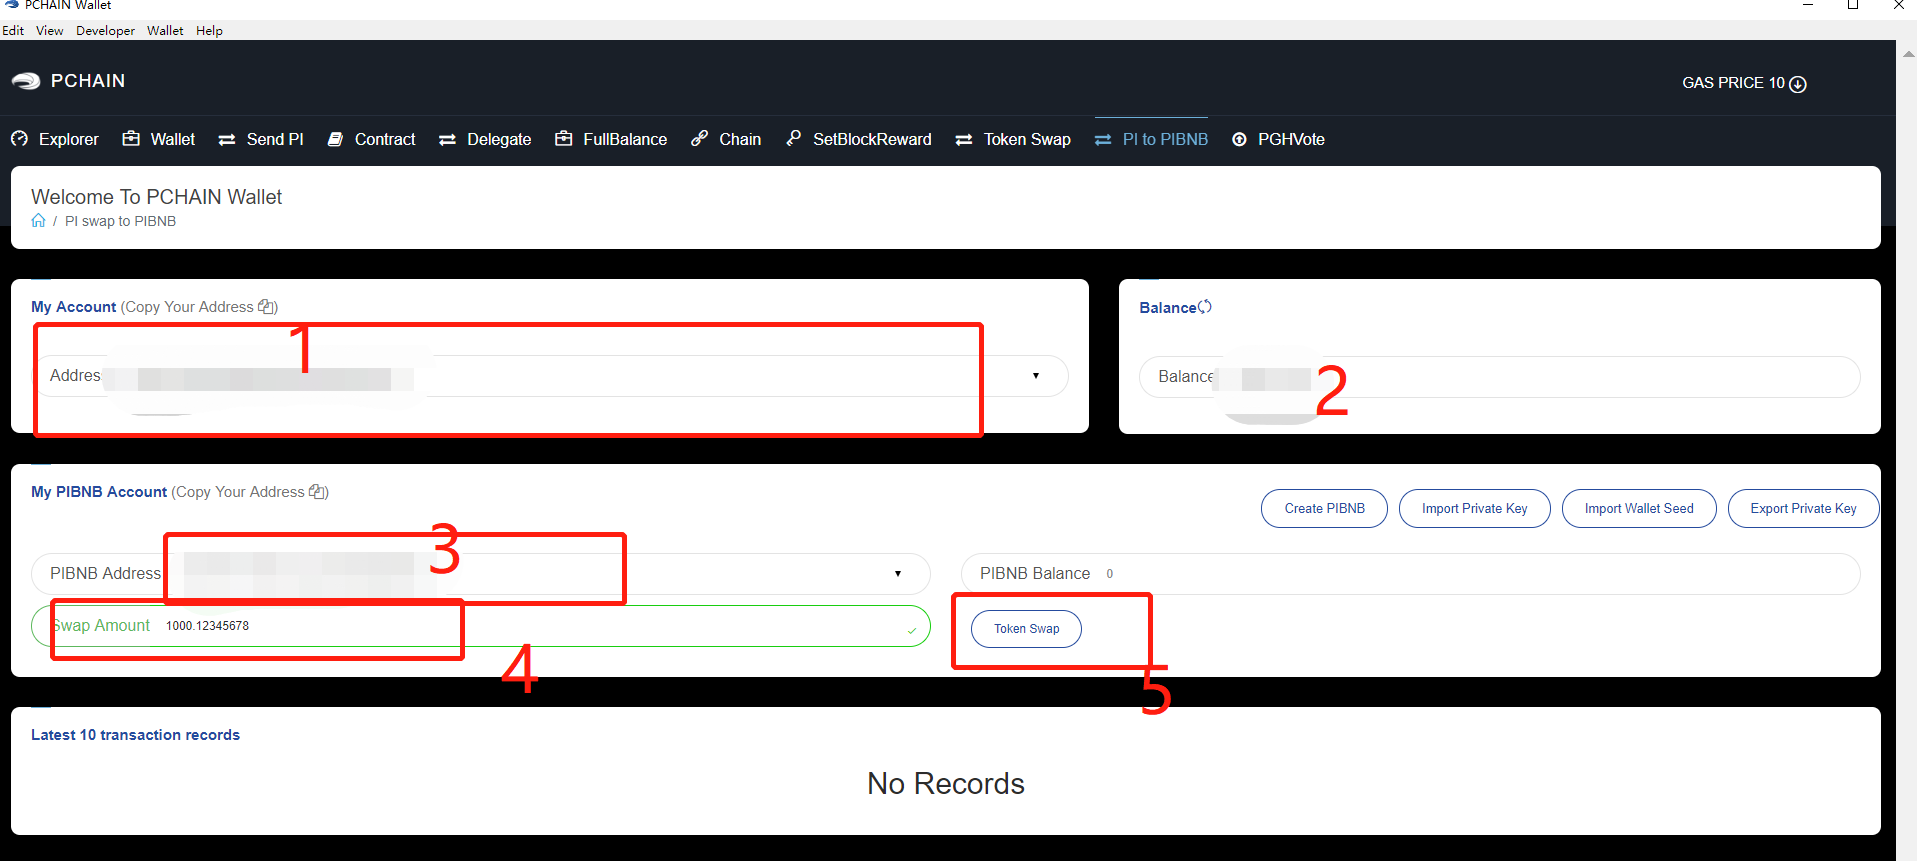 PCHAIN Wallet
Edit View Developer Wallet Help
PCHAIN
GAS PRICE 10
Explorer Wallet Send PI Contract Delegate FullBalance Chain SetBlockReward Token Swap PI to PIBNB PGHVote
Welcome To PCHAIN Wallet
/ PI swap to PIBNB
My Account (Copy Your Address )
Balance
1
Addres
Balance
2
My PIBNB Account (Copy Your Address )
Create PIBNB Import Private Key Import Wallet Seed Export Private Key
3
PIBNB Address
PIBNB Balance 0
Swap Amount 1000.12345678
Token Swap
4
5
Latest 10 transaction records
No Records